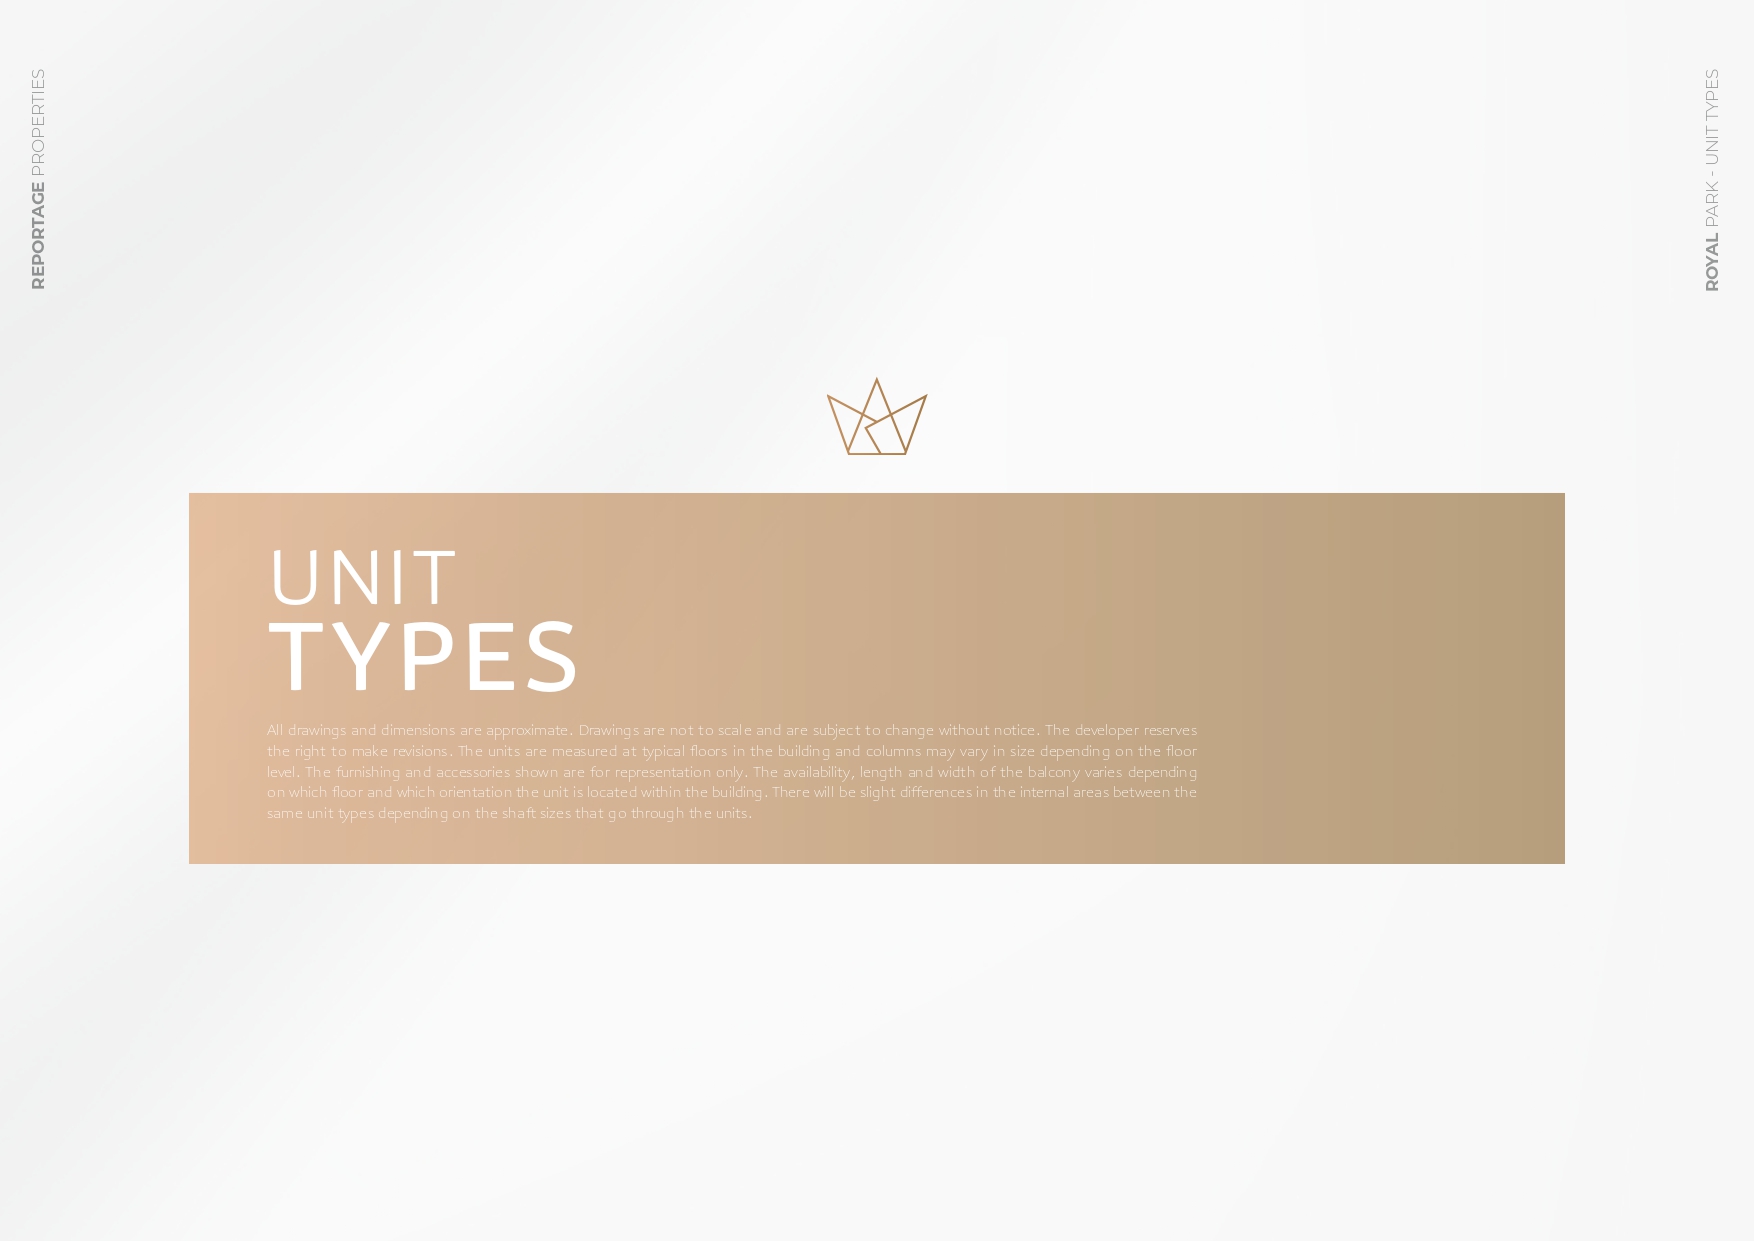 REPORTAGE PROPERTIES
ROYAL PARK - UNIT TYPES
UNIT
TYPES
All drawings and dimensions are approximate. Drawings are not to scale and are subject to change without notice. The developer reserves
the right to make revisions. The units are measured at typical floors in the building and columns may vary in size depending on the floor
level. The furnishing and accessories shown are for representation only. The availability, length and width of the balcony varies depending
on which floor and which orientation the unit is located within the building. There will be slight differences in the internal areas between the
same unit types depending on the shaft sizes that go through the units.